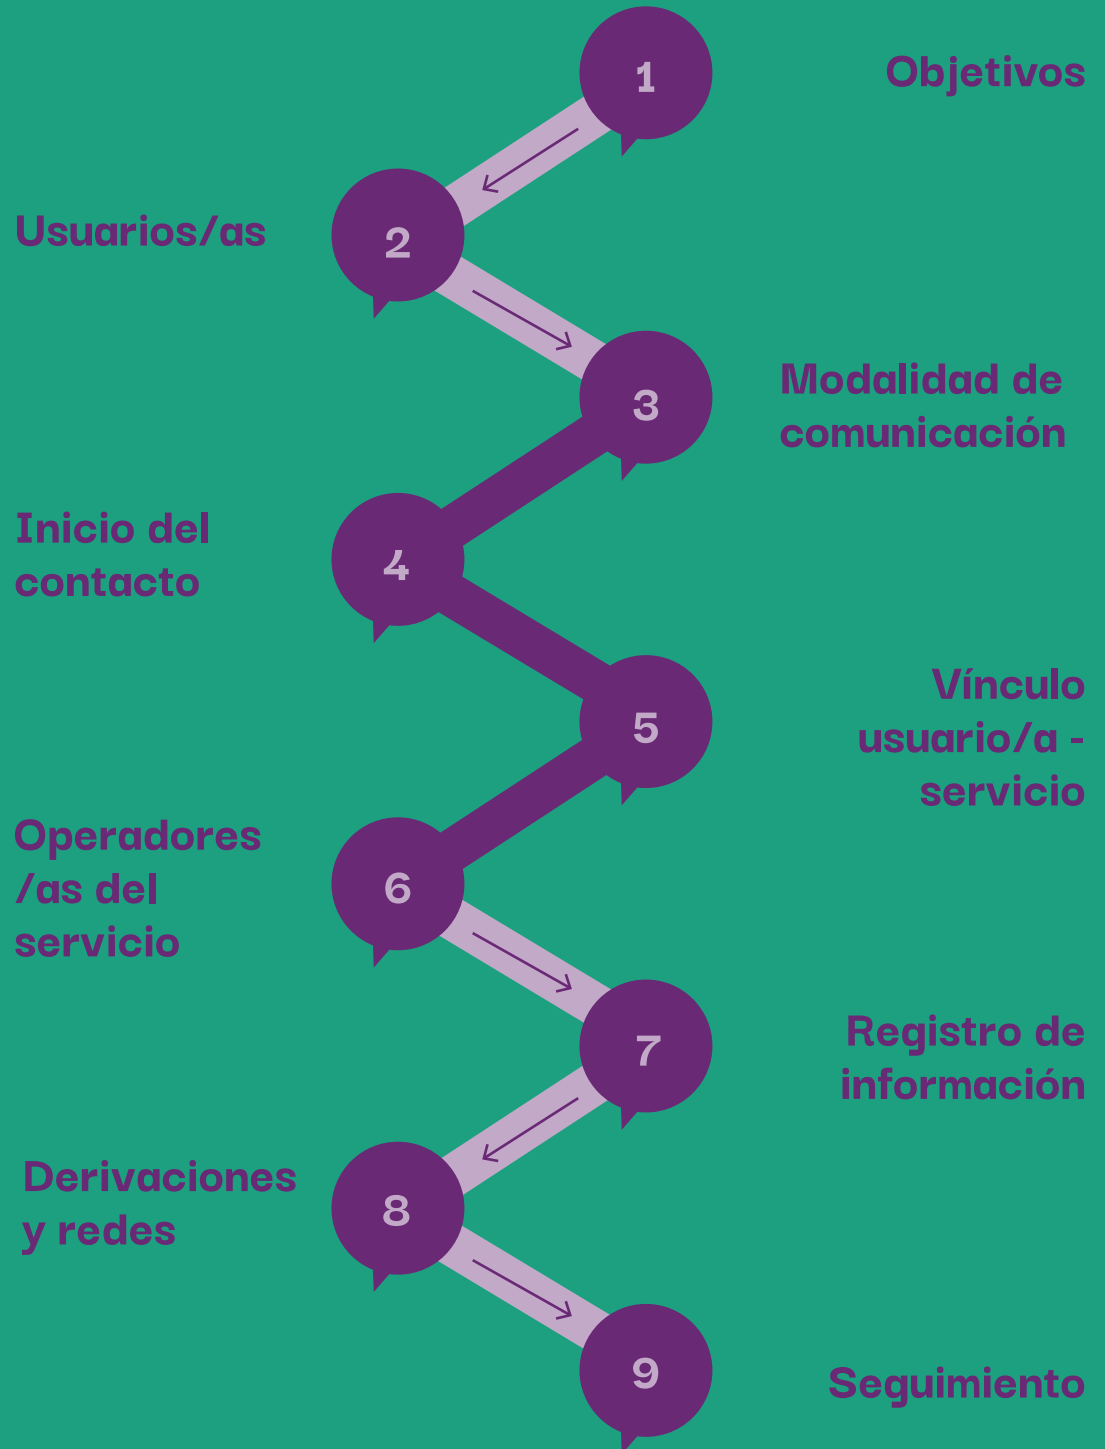 1
Objetivos
Usuarios/as
2
3
Modalidad de
comunicación
Inicio del
contacto
4
5
Vínculo
usuario/a -
servicio
Operadores
/as del
servicio
6
7
Registro de
información
Derivaciones
y redes
8
9
Seguimiento